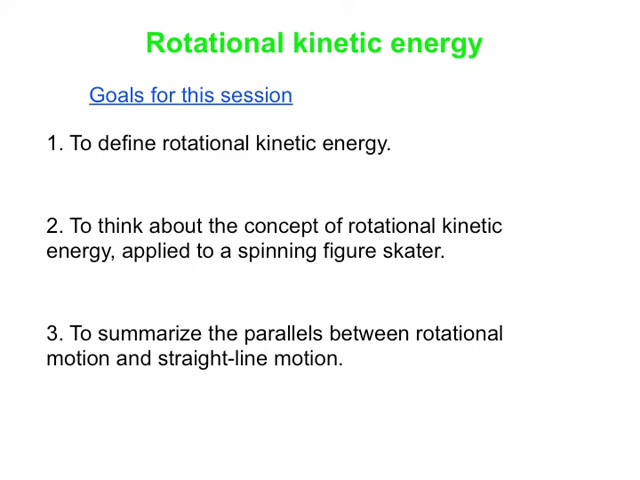 Rotational kinetic energy
Goals for this session
1. To define rotational kinetic energy.
2. To think about the concept of rotational kinetic
energy, applied to a spinning figure skater.
3. To summarize the parallels between rotational
motion and straight-line motion.